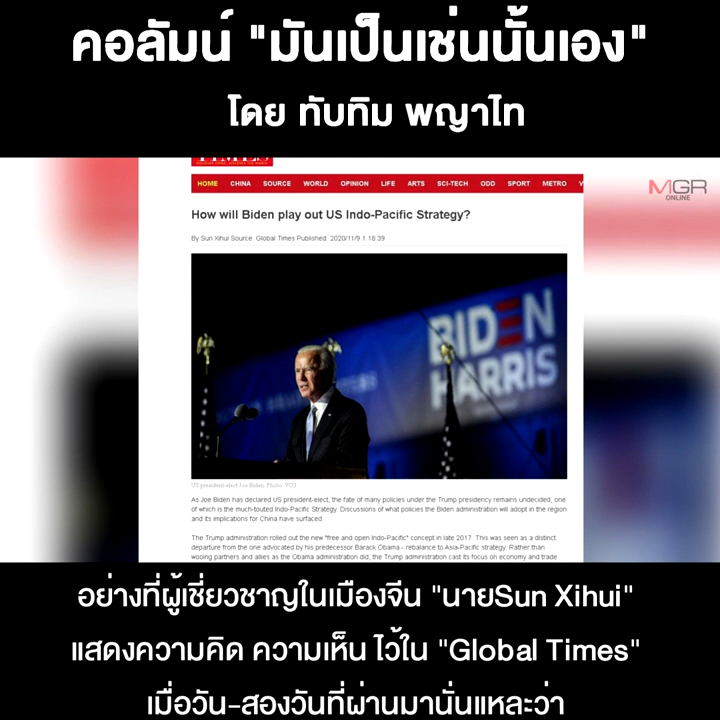 คอลัมน์ "มันเป็นเช่นนั้นเอง"
โดย ทับทิม พญาไท
TIMES
HOME CHINA SOURCE WORLD OPINION LIFE ARTS SCI-TECH ODD SPORT METRO
MGR
ONLINE
How will Biden play out US Indo-Pacific Strategy?
By Sun Xihui Source: Global Times Published: 2020/11/9 1:18:39
BIDEN
HARRIS
US president-elect Joe Biden. Photo: VCG
As Joe Biden has declared US president-elect, the fate of many policies under the Trump presidency remains undecided, one
of which is the much-touted Indo-Pacific Strategy. Discussions of what policies the Biden administration will adopt in the region
and its implications for China have surfaced.
The Trump administration rolled out the new "free and open Indo-Pacific" concept in late 2017. This was seen as a distinct
departure from the one advocated by his predecessor Barack Obama - rebalance to Asia-Pacific strategy. Rather than
wooing partners and allies as the Obama administration did, the Trump administration cast its focus on economy and trade
อย่างที่ผู้เชี่ยวชาญในเมืองจีน "นายSun Xihui"
แสดงความคิด ความเห็น ไว้ใน "Global Times"
เมื่อวัน-สองวันที่ผ่านมานั่นแหละว่า